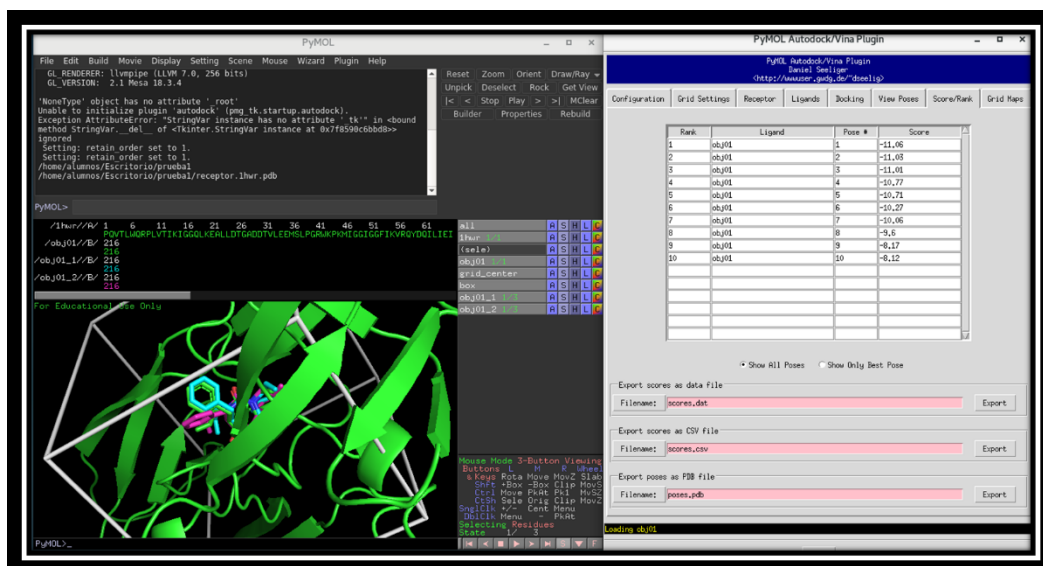 PyMOL
File Edit Build Movie Display Setting Scene Mouse Wizard Plugin Help
GL_RENDERER: llvmpipe (LLVM 7.0, 256 bits)
GL_VERSION: 2.1 Mesa 18.3.4
'NoneType' object has no attribute '_root'
Unable to initialize plugin 'autodock' (pmg_tk.startup.autodock).
Exception AttributeError: "StringVar instance has no attribute '_tk'" in <bound
method StringVar.__del__ of <Tkinter.StringVar instance at 0x7f8590c6bbd8>>
ignored
Setting: retain_order set to 1.
Setting: retain_order set to 1.
/home/alumnos/Escritorio/prueba1
/home/alumnos/Escritorio/prueba1/receptor.1hwr.pdb
PyMOL>
Reset Zoom Orient Draw/Ray
Unpick Deselect Rock Get View
|< < Stop Play > >| MClear
Builder Properties Rebuild
/1hwr//A/ 1 6 11 16 21 26 31 36 41 46 51 56 61
PQVTLWQRPLVTIKIGGQLKEALLDTGADDTVLEEMSLPGRWKPKMIGGIGGFIKVRQYDQILIEI
/obj01//B/ 216
216
/obj01_1//B/ 216
216
/obj01_2//B/ 216
216
all A S H L C
1hwr 1/1 A S H L C
(sele) A S H L C
obj01 1/1 A S H L C
grid_center A S H L C
box A S H L C
obj01_1 1/3 A S H L C
obj01_2 1/3 A S H L C
For Educational Use Only
Mouse Mode 3-Button Viewing
Buttons L M R Wheel
& Keys Rota Move MovZ Slab
Shft +Box -Box Clip MovS
Ctrl Move PkAt Pk1 MvSZ
CtSh Sele Orig Clip MovZ
SnglClk +/- Cent Menu
DblClk Menu - PkAt
Selecting Residues
State 1/ 3
PyMOL>_
S F
PyMOL Autodock/Vina Plugin
PyMOL Autodock/Vina Plugin
Daniel Seeliger
<http://wwwuser.gwdg.de/~dseelig>
Configuration Grid Settings Receptor Ligands Docking View Poses Score/Rank Grid Maps
Rank Ligand Pose # Score
1 obj01 1 -11.06
2 obj01 2 -11.03
3 obj01 3 -11.01
4 obj01 4 -10.77
5 obj01 5 -10.71
6 obj01 6 -10.27
7 obj01 7 -10.06
8 obj01 8 -9.6
9 obj01 9 -8.17
10 obj01 10 -8.12
Show All Poses Show Only Best Pose
Export scores as data file
Filename: scores.dat Export
Export scores as CSV file
Filename: scores.csv Export
Export poses as PDB file
Filename: poses.pdb Export
Loading obj01